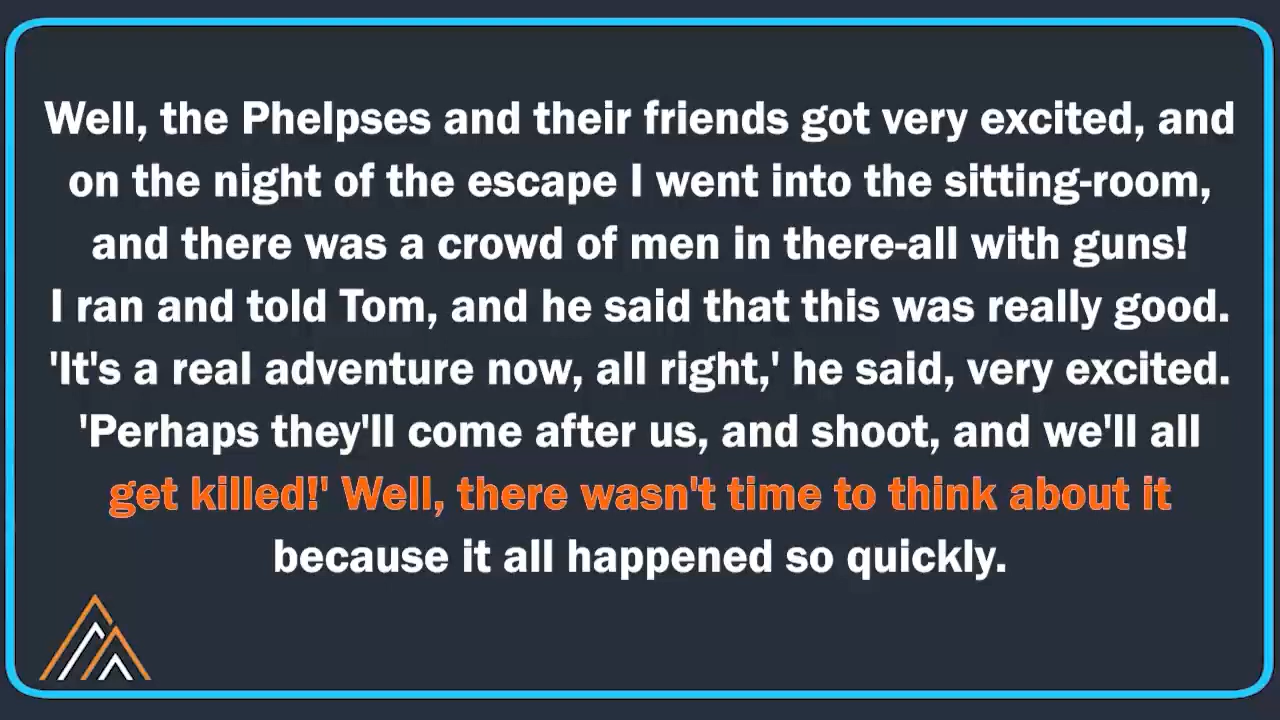 Well, the Phelpses and their friends got very excited, and
on the night of the escape I went into the sitting-room,
and there was a crowd of men in there-all with guns!
I ran and told Tom, and he said that this was really good.
'It's a real adventure now, all right,' he said, very excited.
'Perhaps they'll come after us, and shoot, and we'll all
get killed!' Well, there wasn't time to think about it
because it all happened so quickly.